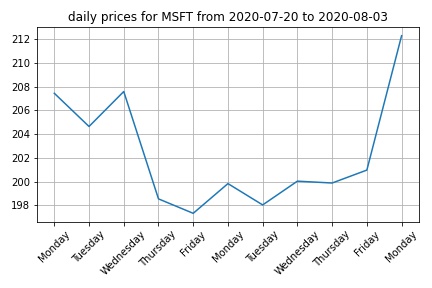 daily prices for MSFT from 2020-07-20 to 2020-08-03
212
210
208
206
204
202
200
198
Monday
Tuesday
Wednesday
Thursday
Friday
Monday
Tuesday
Wednesday
Thursday
Friday
Monday